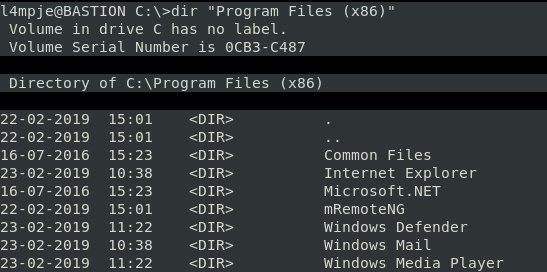 l4mpje@BASTION C:\>dir "Program Files (x86)"
 Volume in drive C has no label.
 Volume Serial Number is 0CB3-C487

 Directory of C:\Program Files (x86)

22-02-2019  15:01    <DIR>          .
22-02-2019  15:01    <DIR>          ..
16-07-2016  15:23    <DIR>          Common Files
23-02-2019  10:38    <DIR>          Internet Explorer
16-07-2016  15:23    <DIR>          Microsoft.NET
22-02-2019  15:01    <DIR>          mRemoteNG
23-02-2019  11:22    <DIR>          Windows Defender
23-02-2019  10:38    <DIR>          Windows Mail
23-02-2019  11:22    <DIR>          Windows Media Player